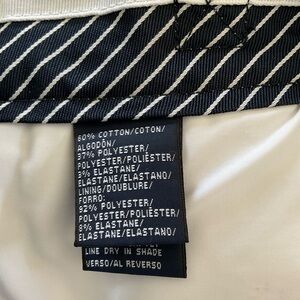 60% COTTON/COTON/
ALGODÓN/
37% POLYESTER/
POLYESTER/POLIÉSTER/
3% ELASTANE/
ELASTANE/ELASTANO/
LINING/DOUBLURE/
FORRO:
92% POLYESTER/
POLYESTER/POLIÉSTER/
8% ELASTANE/
ELASTANE/ELASTANO/
LINE DRY IN SHADE
VERSO/AL REVERSO